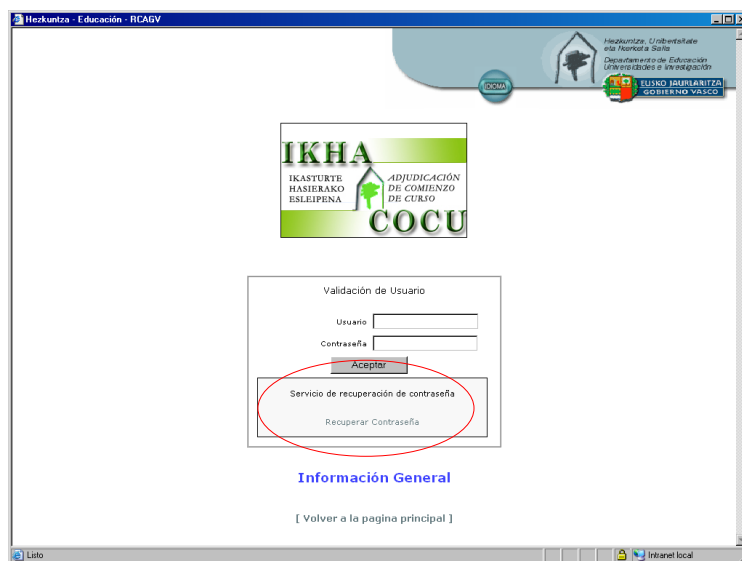 Hezkuntza - Educación - RCAGV
Hezkuntza, Unibertsitate
eta Ikerketa Saila
Departamento de Educación
Universidades e Investigación
IDIOMA
EUSKO JAURLARITZA
GOBIERNO VASCO
IKHA
IKASTURTE
HASIERAKO
ESLEIPENA
ADJUDICACIÓN
DE COMIENZO
DE CURSO
COCU
Validación de Usuario
Usuario
Contraseña
Aceptar
Servicio de recuperación de contraseña
Recuperar Contraseña
Información General
[ Volver a la pagina principal ]
Listo
Intranet local